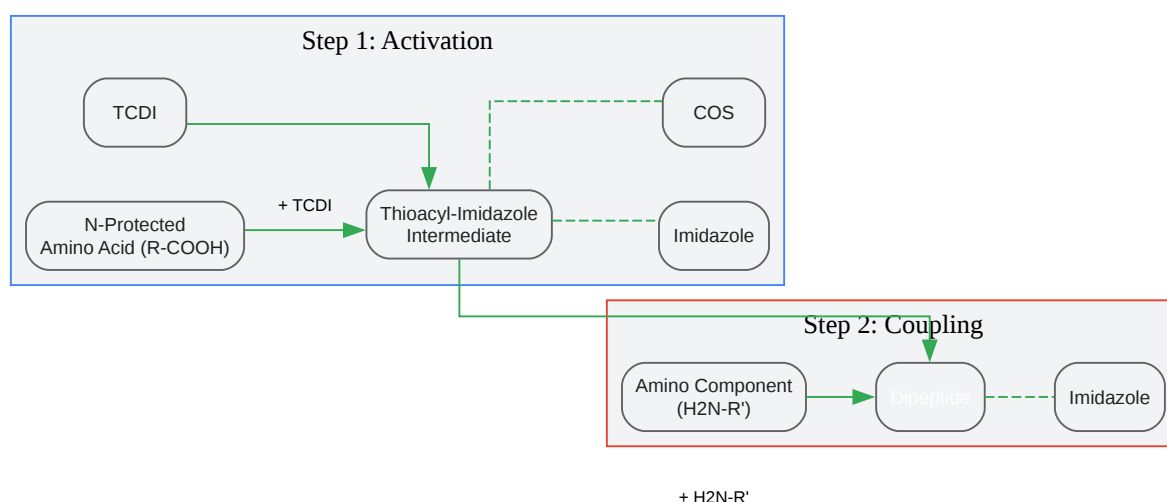 Step 1: Activation
TCDI
COS
+ TCDI
N-Protected
Amino Acid (R-COOH)
Thioacyl-Imidazole
Intermediate
Imidazole
Step 2: Coupling
Amino Component
(H2N-R')
Dipeptide
Imidazole
+ H2N-R'